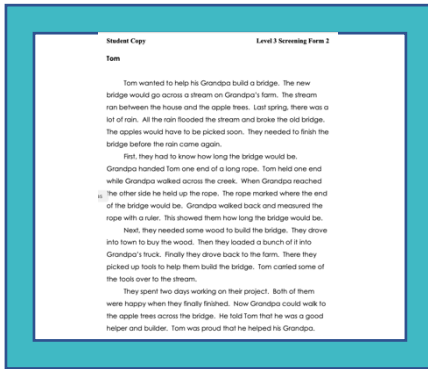 Student Copy Level 3 Screening Form 2
Tom
Tom wanted to help his Grandpa build a bridge. The new
bridge would go across a stream on Grandpa's farm. The stream
ran between the house and the apple trees. Last spring, there was a
lot of rain. All the rain flooded the stream and broke the old bridge.
The apples would have to be picked soon. They needed to finish the
bridge before the rain came again.
First, they had to know how long the bridge would be.
Grandpa handed Tom one end of a long rope. Tom held one end
while Grandpa walked across the creek. When Grandpa reached
the other side he held up the rope. The rope marked where the end
of the bridge would be. Grandpa walked back and measured the
rope with a ruler. This showed them how long the bridge would be.
Next, they needed some wood to build the bridge. They drove
into town to buy the wood. Then they loaded a bunch of it into
Grandpa's truck. Finally they drove back to the farm. There they
picked up tools to help them build the bridge. Tom carried some of
the tools over to the stream.
They spent two days working on their project. Both of them
were happy when they finally finished. Now Grandpa could walk to
the apple trees across the bridge. He told Tom that he was a good
helper and builder. Tom was proud that he helped his Grandpa.